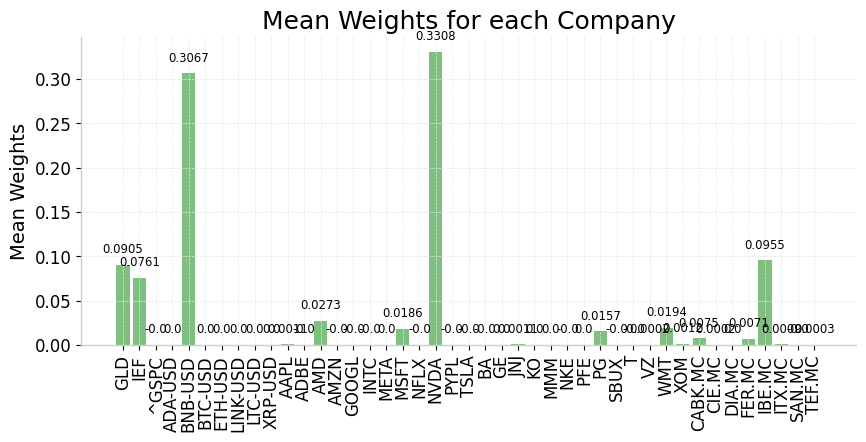 Mean Weights for each Company
Mean Weights
0.30
0.25
0.20
0.15
0.10
0.05
0.00
0.0905
0.0761
0.3067
0.0273
0.0186
0.3308
0.0157
0.0194
0.0012
0.0075
0.0071
0.0955
GLD
IEF
^GSPC
ADA-USD
BNB-USD
BTC-USD
ETH-USD
LINK-USD
LTC-USD
XRP-USD
AAPL
ADBE
AMD
AMZN
GOOGL
INTC
META
MSFT
NFLX
NVDA
PYPL
TSLA
BA
GE
JNJ
KO
MMM
NKE
PFE
PG
SBUX
T
VZ
WMT
XOM
CABK.MC
CIE.MC
DIA.MC
FER.MC
IBE.MC
ITX.MC
SAN.MC
TEF.MC